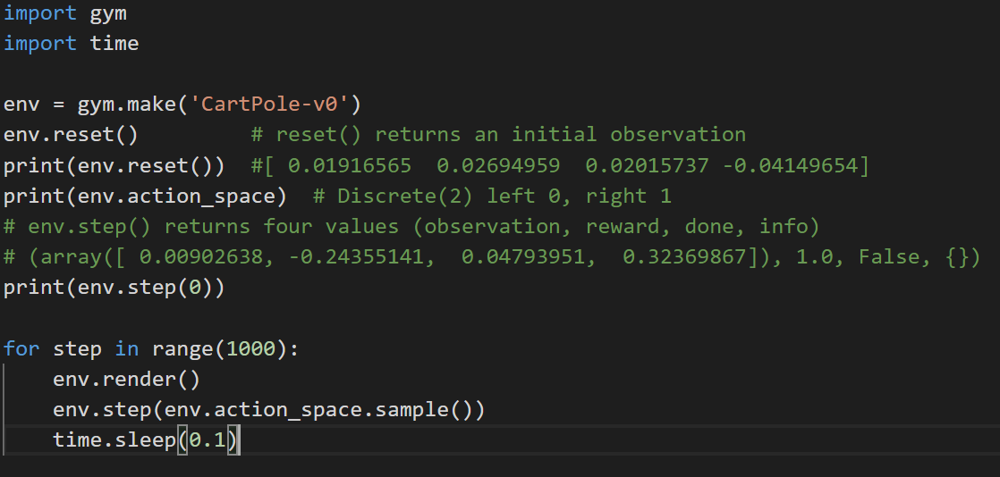 import gym
import time
env = gym.make('CartPole-v0')
env.reset()         # reset() returns an initial observation
print(env.reset())  #[ 0.01916565  0.02694959  0.02015737 -0.04149654]
print(env.action_space)  # Discrete(2) left 0, right 1
# env.step() returns four values (observation, reward, done, info)
# (array([ 0.00902638, -0.24355141,  0.04793951,  0.32369867]), 1.0, False, {})
print(env.step(0))
for step in range(1000):
    env.render()
    env.step(env.action_space.sample())
    time.sleep(0.1)